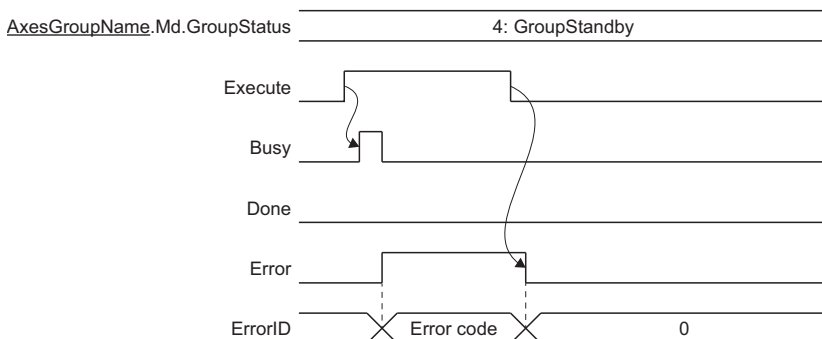 AxesGroupName.Md.GroupStatus 4: GroupStandby
Execute
Busy
Done
Error
ErrorID Error code 0